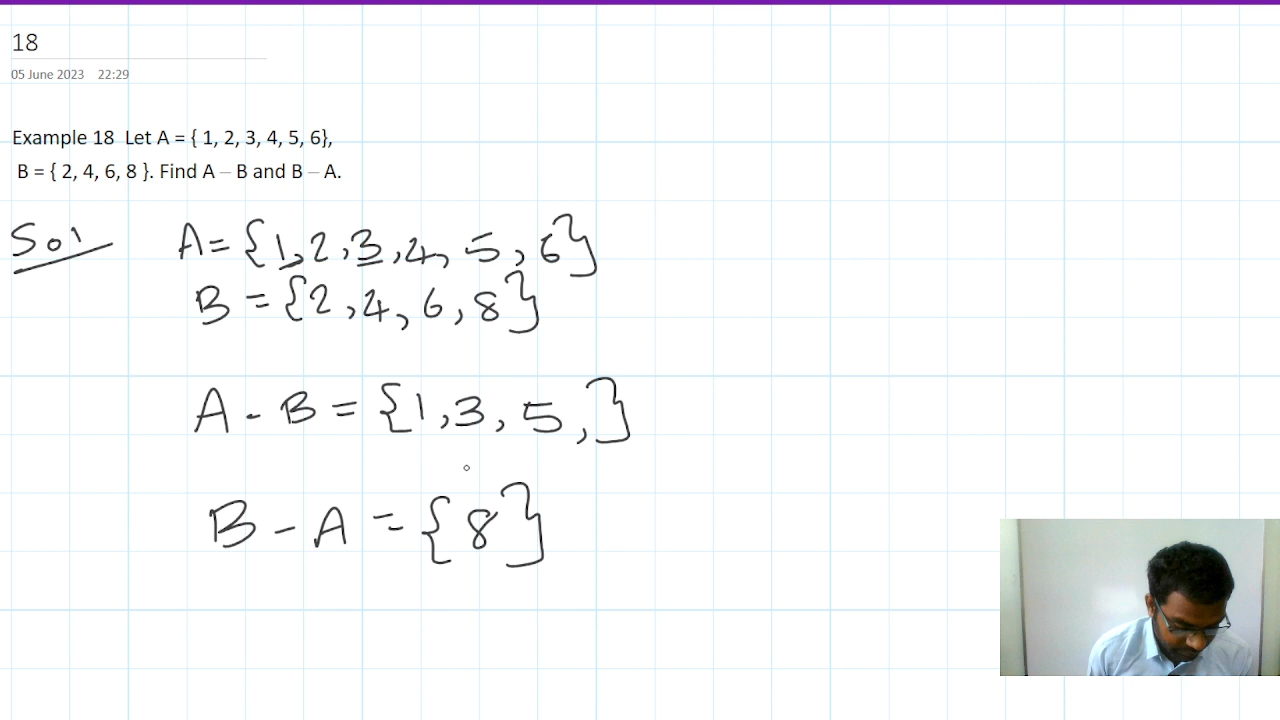 18
05 June 2023 22:29
Example 18 Let A = { 1, 2, 3, 4, 5, 6},
B = { 2, 4, 6, 8 }. Find A – B and B – A.
Sol A = {1,2,3,4,5,6}
B = {2,4,6,8}
A - B = {1,3,5,}
B - A = {8}